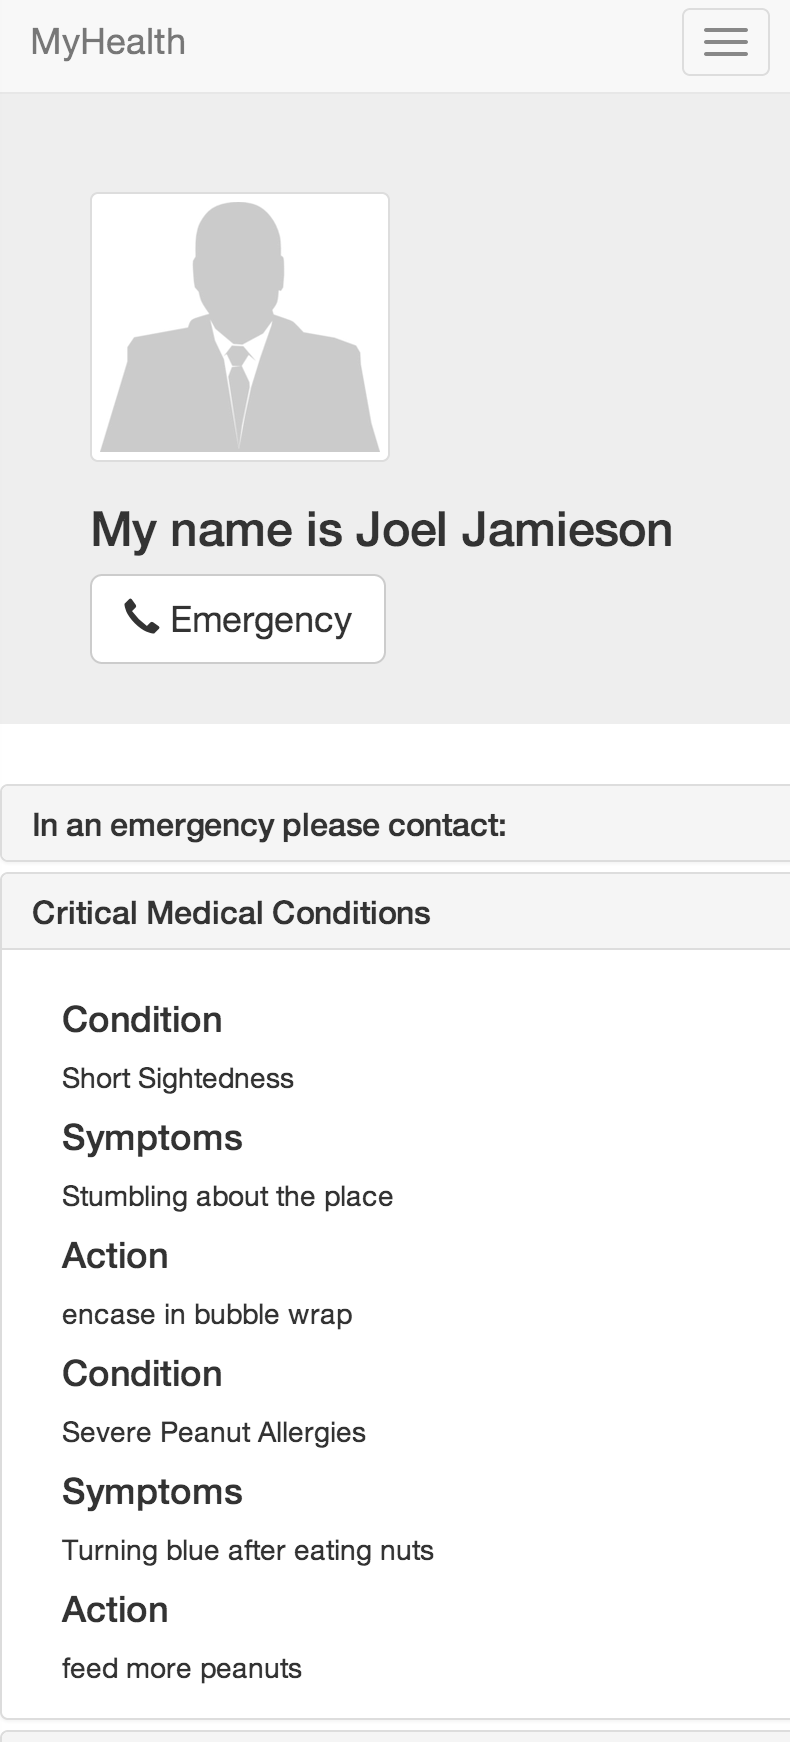 MyHealth
My name is Joel Jamieson
Emergency
In an emergency please contact:
Critical Medical Conditions
Condition
Short Sightedness
Symptoms
Stumbling about the place
Action
encase in bubble wrap
Condition
Severe Peanut Allergies
Symptoms
Turning blue after eating nuts
Action
feed more peanuts